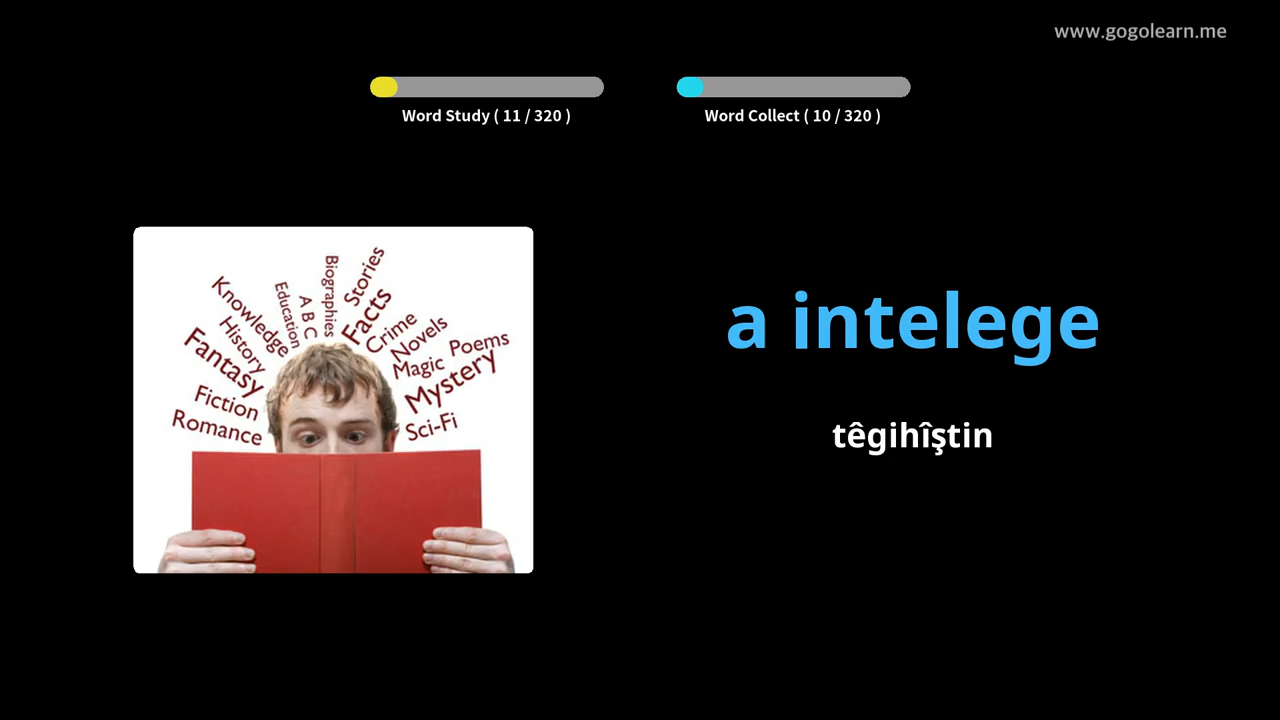 www.gogolearn.me
Word Study ( 11 / 320 )
Word Collect ( 10 / 320 )
Knowledge
History
Fantasy
Fiction
Romance
Education
A B C
Biographies
Stories
Facts
Crime
Novels
Magic
Poems
Mystery
Sci-Fi
a intelege
têgihîştin